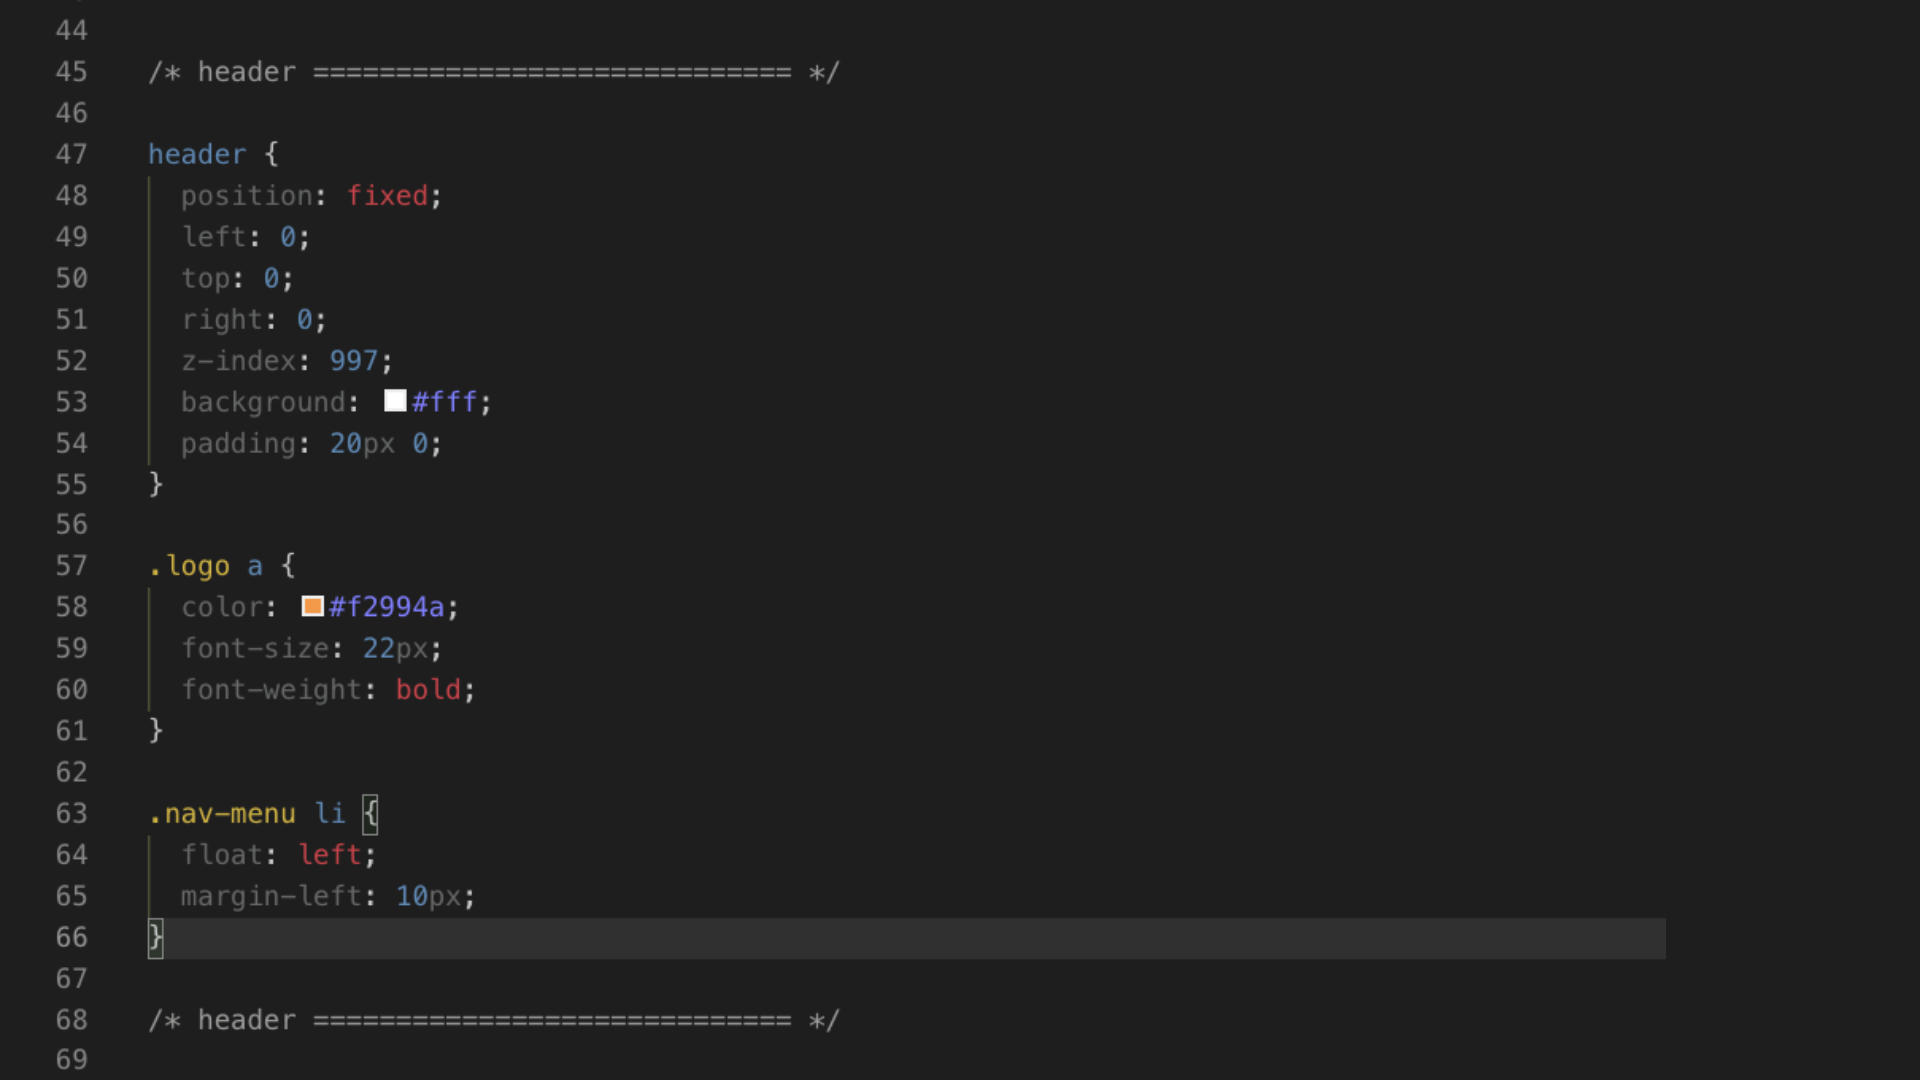 44
45 /* header ============================= */
46
47 header {
48 position: fixed;
49 left: 0;
50 top: 0;
51 right: 0;
52 z-index: 997;
53 background: #fff;
54 padding: 20px 0;
55 }
56
57 .logo a {
58 color: #f2994a;
59 font-size: 22px;
60 font-weight: bold;
61 }
62
63 .nav-menu li {
64 float: left;
65 margin-left: 10px;
66 }
67
68 /* header ============================= */
69